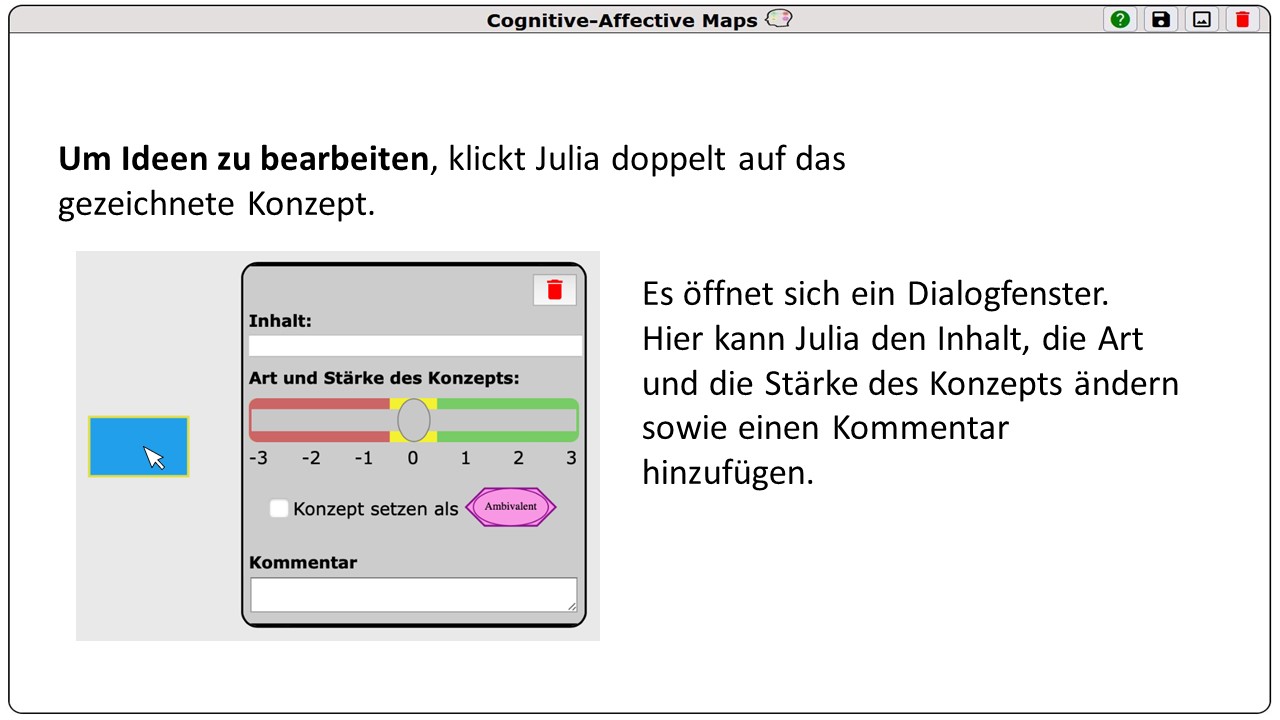 Cognitive-Affective Maps
Um Ideen zu bearbeiten, klickt Julia doppelt auf das
gezeichnete Konzept.
Inhalt:
Art und Stärke des Konzepts:
-3 -2 -1 0 1 2 3
Konzept setzen als Ambivalent
Kommentar
Es öffnet sich ein Dialogfenster.
Hier kann Julia den Inhalt, die Art
und die Stärke des Konzepts ändern
sowie einen Kommentar
hinzufügen.